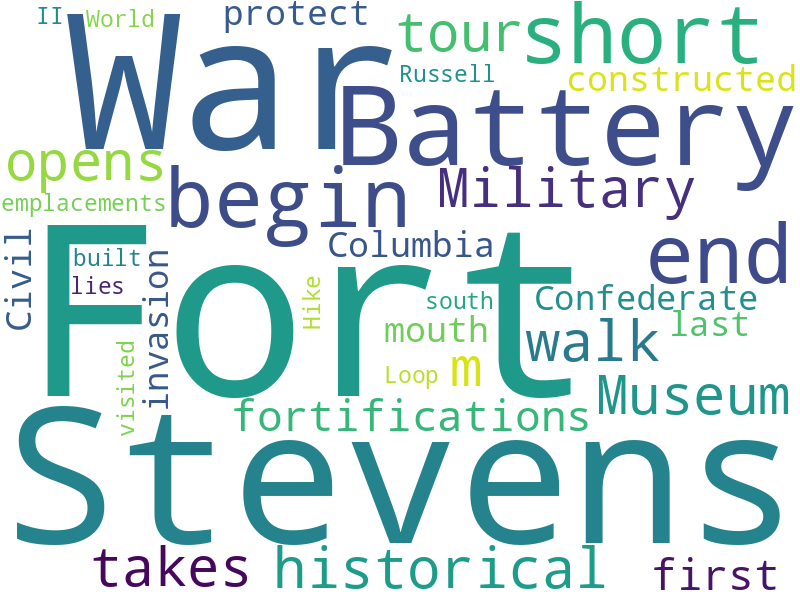 II
World
protect
War
tour
short
Russell
constructed
Battery
opens
begin
Military
emplacements
Civil
Fort
built
lies
invasion
Columbia
end
Hike
south
Confederate
mouth
walk
last
visited
Loop
m
Museum
fortifications
Stevens
takes
historical
first